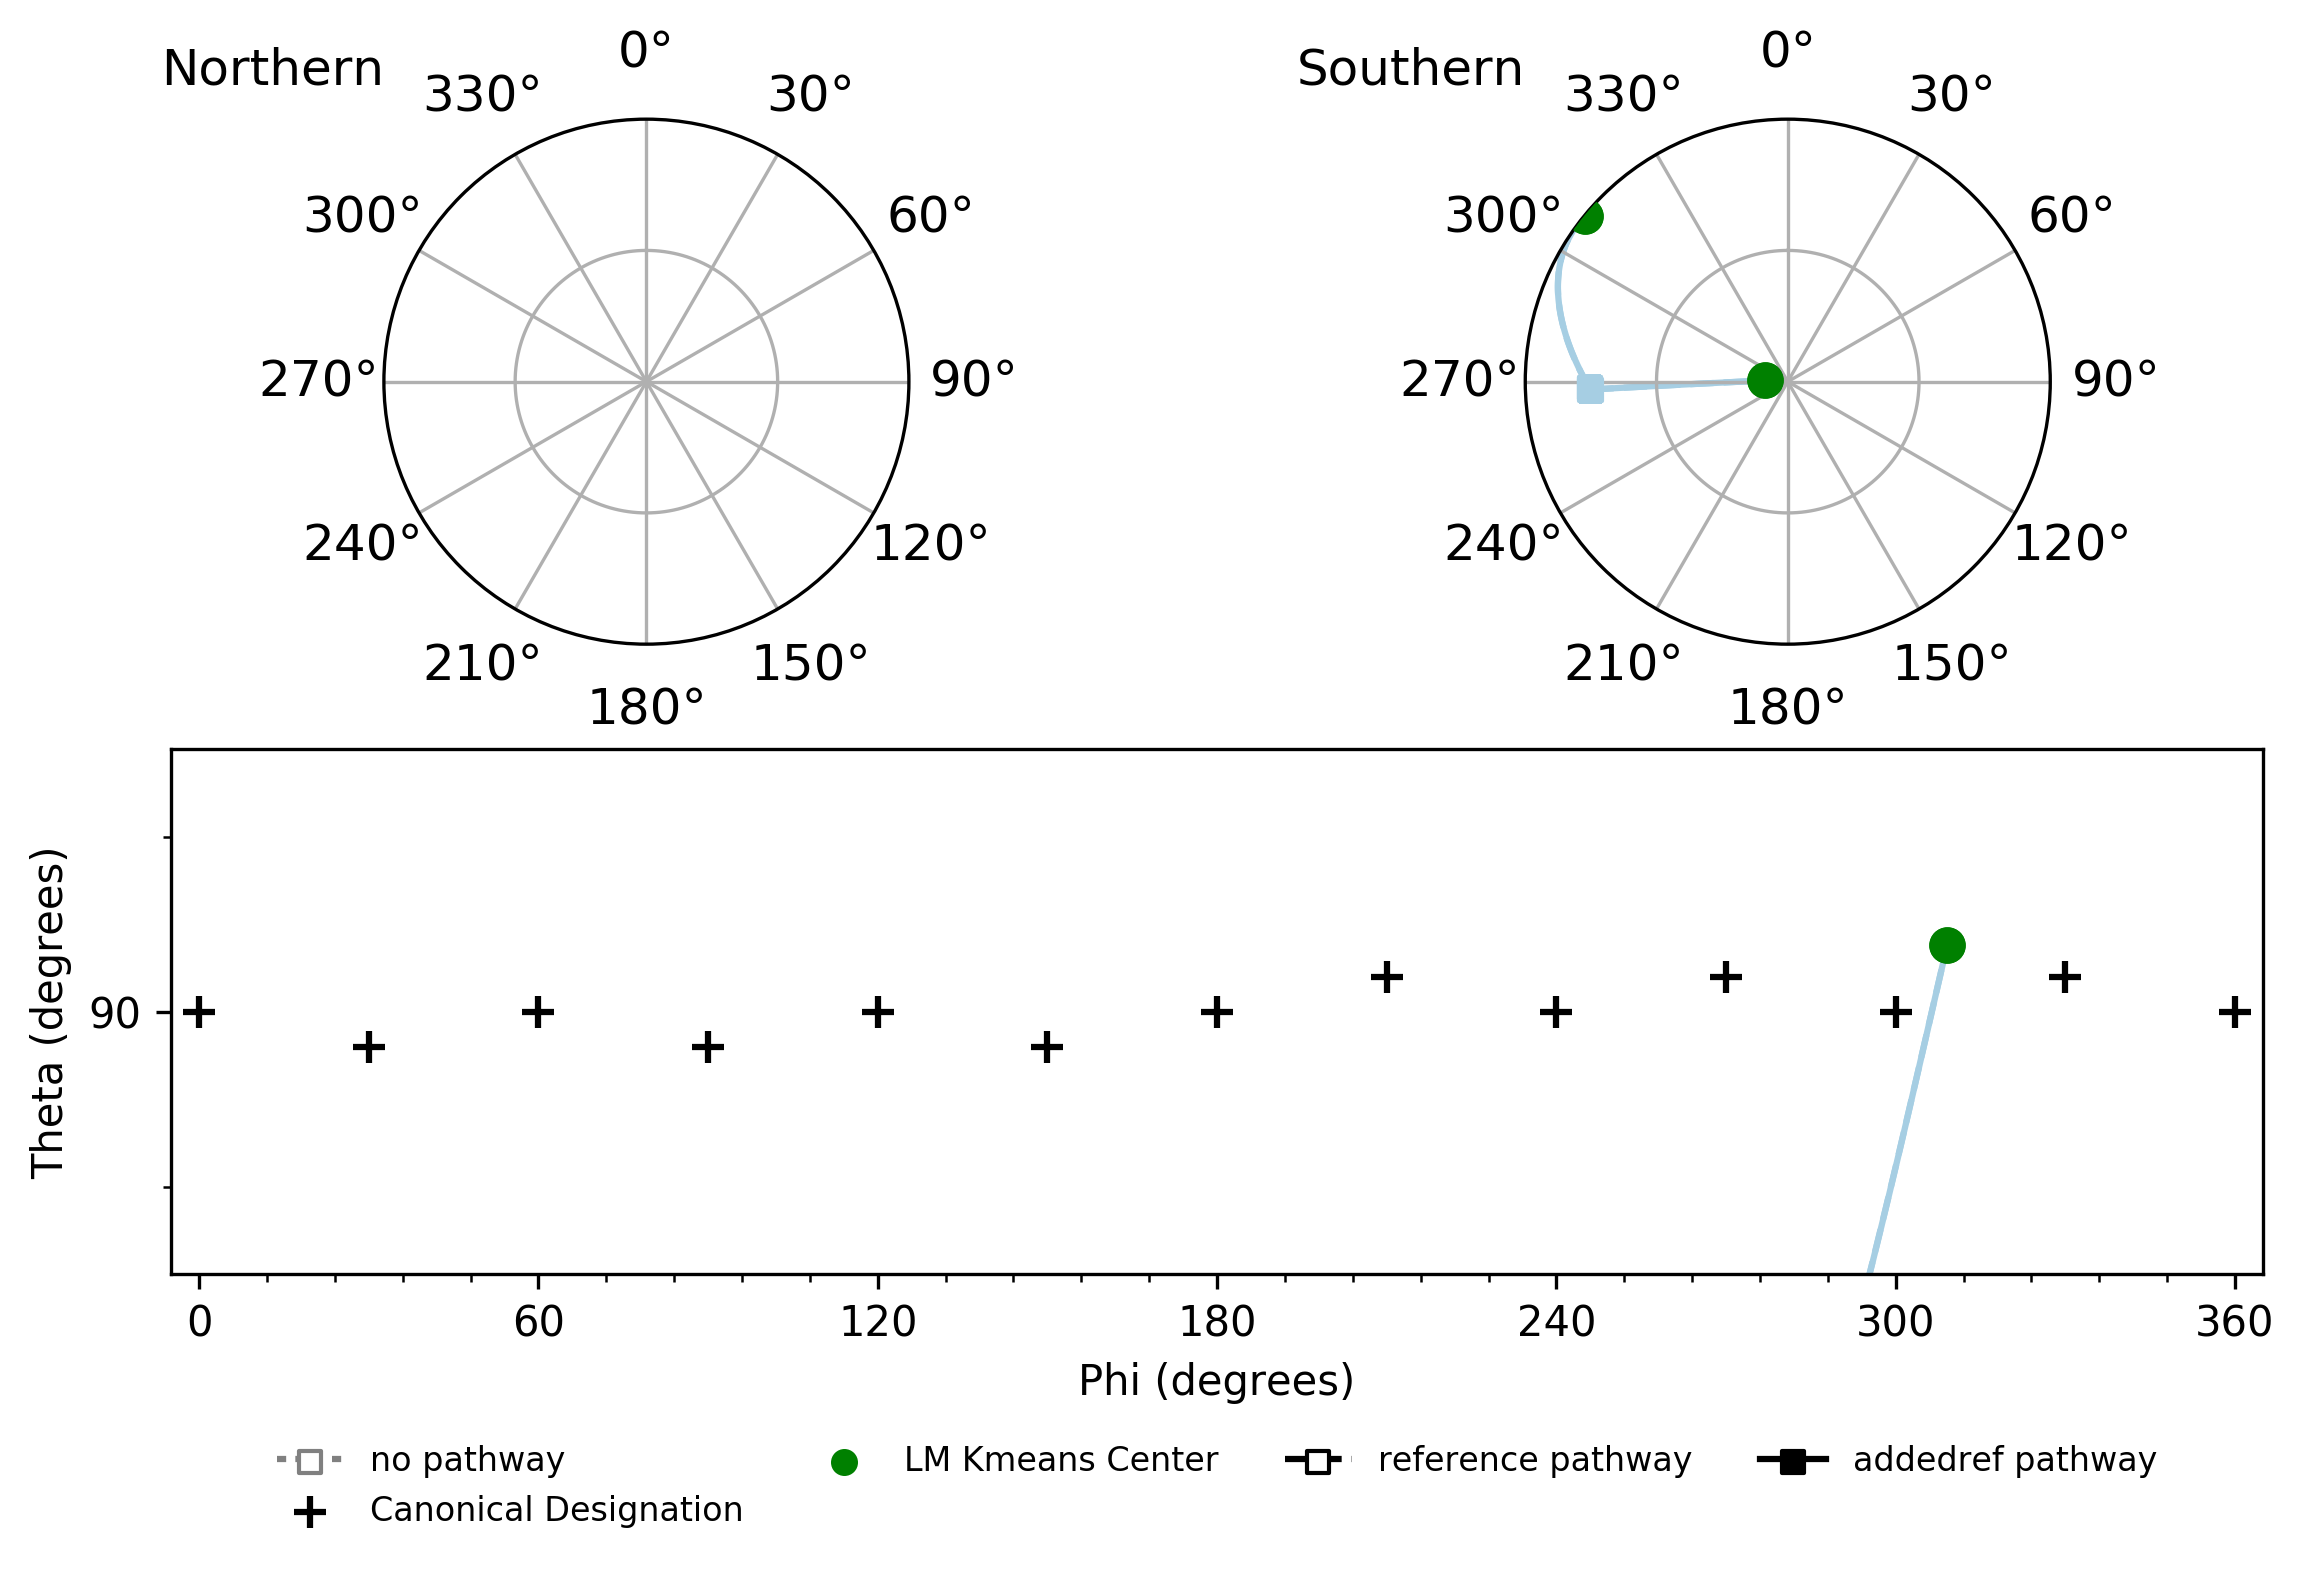 Northern
0°
330°
30°
300°
60°
270°
90°
240°
120°
210°
150°
180°
Southern
0°
330°
30°
300°
60°
270°
90°
240°
120°
210°
150°
180°
Theta (degrees)
90
0 60 120 180 240 300 360
Phi (degrees)
no pathway
Canonical Designation
LM Kmeans Center
reference pathway
addedref pathway